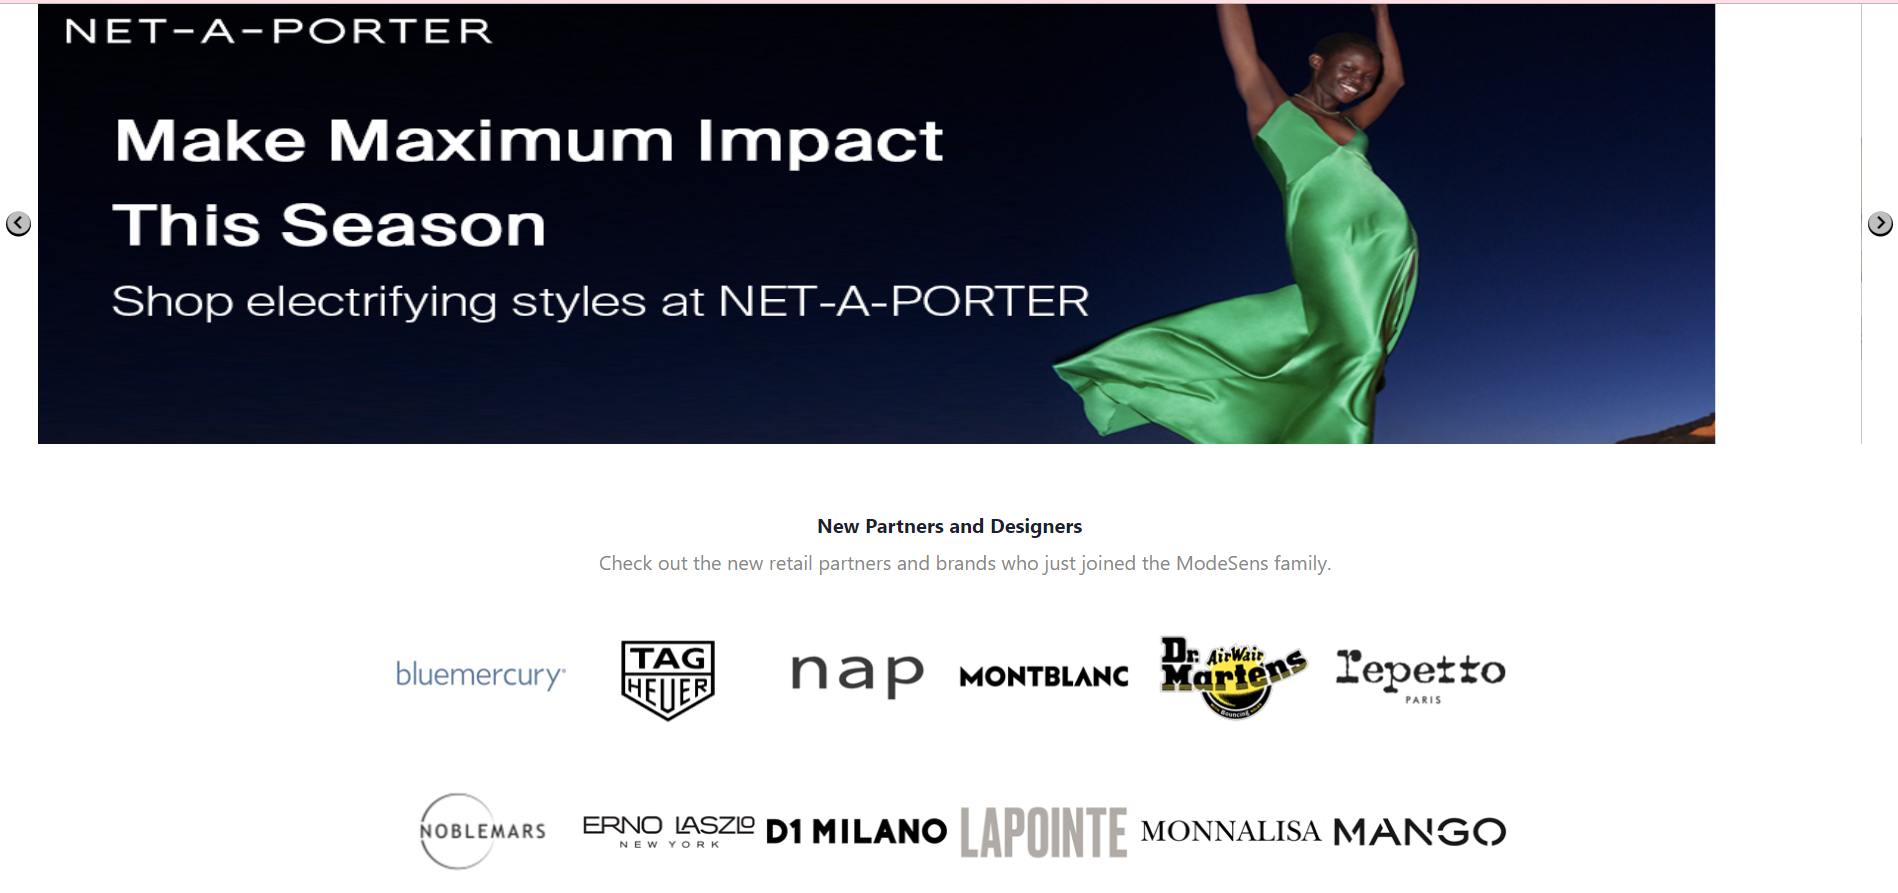 NET-A-PORTER
Make Maximum Impact
This Season
Shop electrifying styles at NET-A-PORTER
New Partners and Designers
Check out the new retail partners and brands who just joined the ModeSens family.
bluemercury
TAG
HEUER
nap
MONTBLANC
Dr. AirWair
Martens
Bouncing
repetto
PARIS
NOBLEMARS
ERNO LASZLO
NEW YORK
D1 MILANO
LAPOINTE
MONNALISA
MANGO